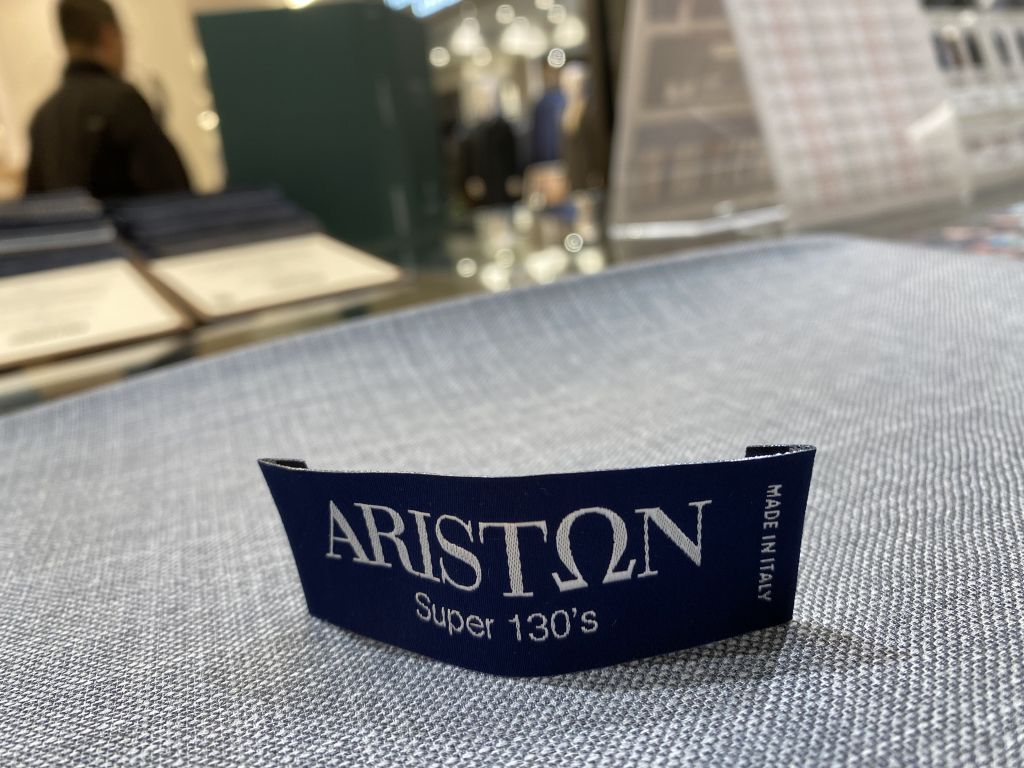 ARISTΩN
Super 130's
MADE IN ITALY